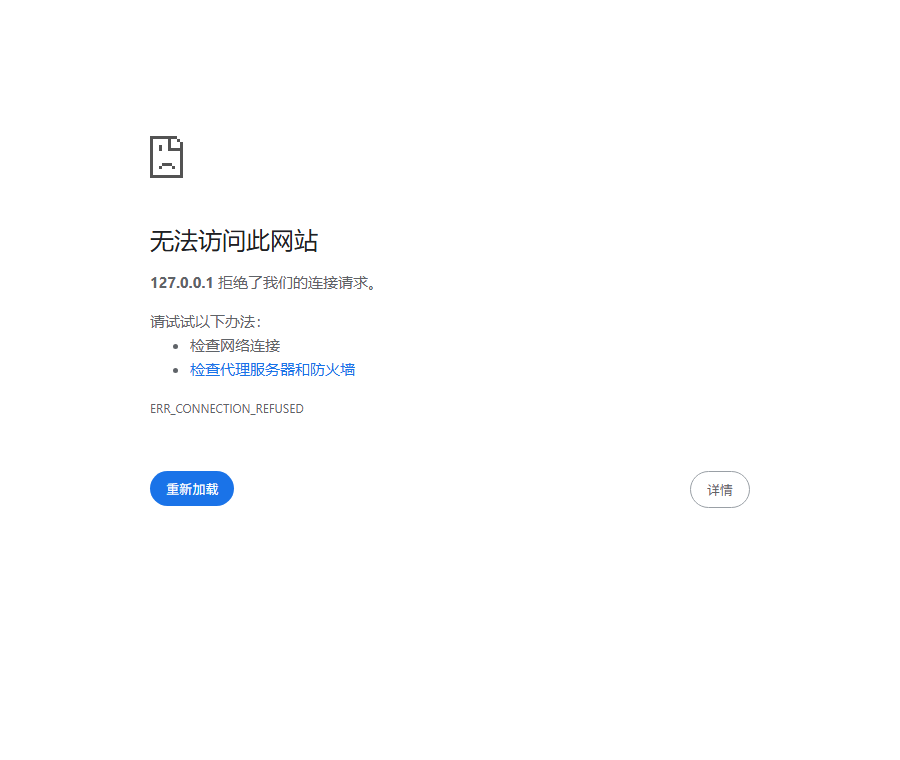 无法访问此网站
127.0.0.1 拒绝了我们的连接请求。
请试试以下办法：
检查网络连接
检查代理服务器和防火墙
ERR_CONNECTION_REFUSED
重新加载
详情